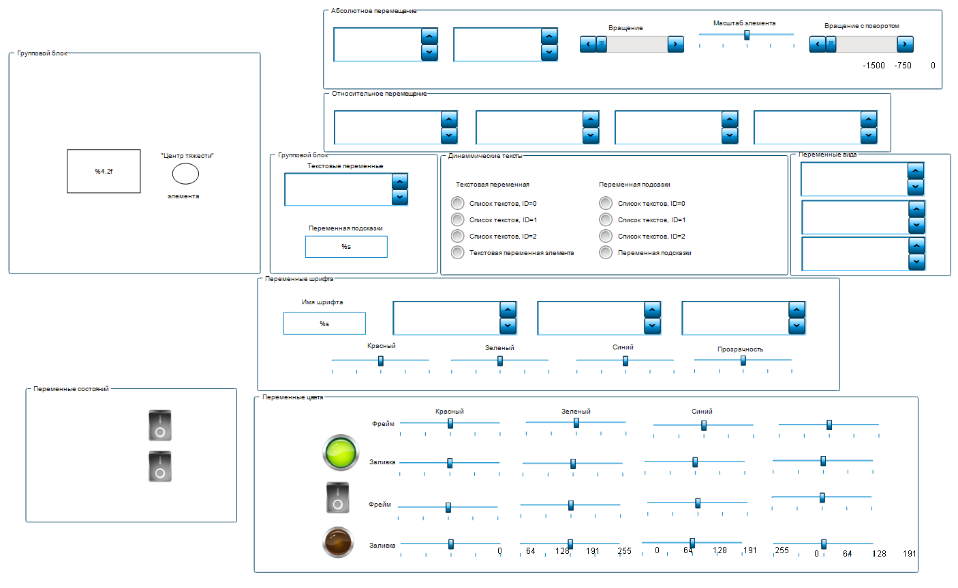 Абсолютное перемещение
Вращение
Масштаб элемента
Вращение с поворотом
-1500 -750 0
Групповой блок
%4.2f
"Центр тяжести"
элемента
Относительное перемещение
Групповой блок
Текстовые переменные
Переменная подсказки
%s
Динаммические тексты
Текстовая переменная
Переменная подсказки
Список текстов, ID=0
Список текстов, ID=0
Список текстов, ID=1
Список текстов, ID=1
Список текстов, ID=2
Список текстов, ID=2
Текстовая переменная элемента
Переменная подсказки
Переменные вида
Переменные шрифта
Имя шрифта
%s
Красный
Зеленый
Синий
Прозрачность
Переменные состояний
Переменные цвета
Красный
Зеленый
Синий
Фрейм
Заливка
Фрейм
Заливка
0 64 128 191 255 0 64 128 191 255 0 64 128 191